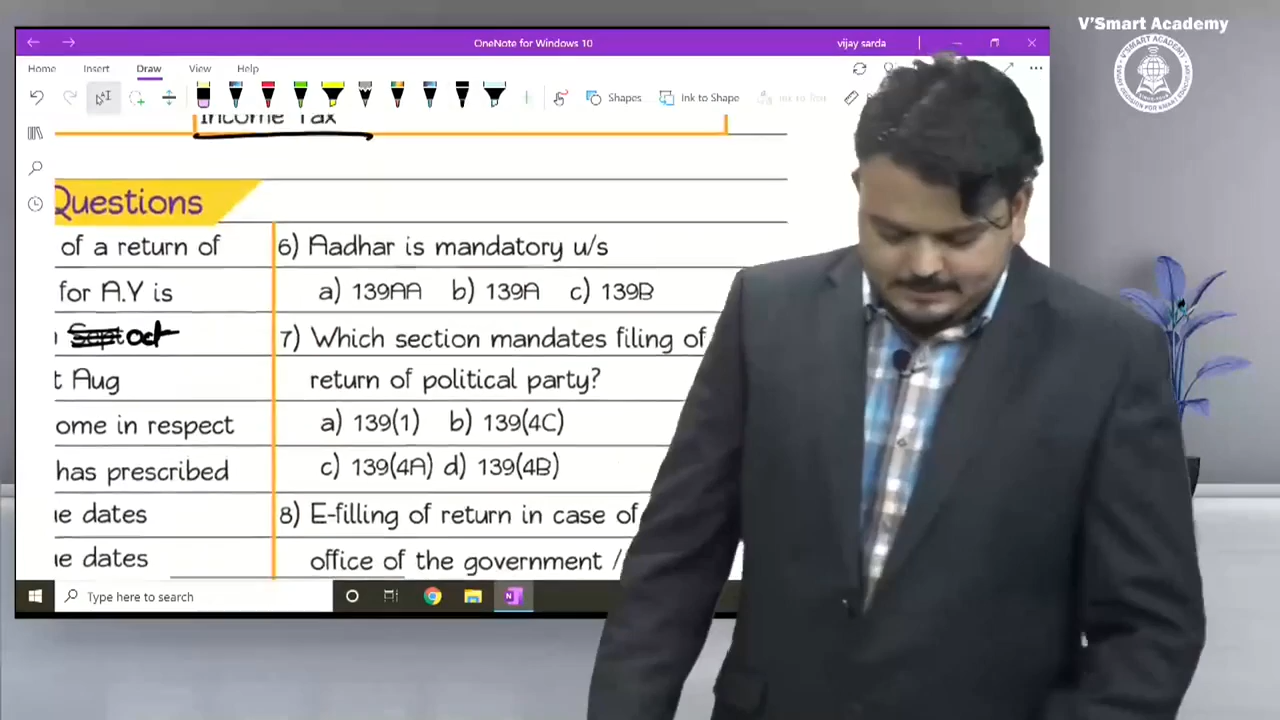 V'Smart Academy
OneNote for Windows 10
vijay sarda
Home Insert Draw View Help
Shapes Ink to Shape
Income Tax
Questions
of a return of
for A.Y is
Sept Oct
t Aug
ome in respect
has prescribed
ue dates
ue dates
6) Aadhar is mandatory u/s
a) 139AA b) 139A c) 139B
7) Which section mandates filing of
return of political party?
a) 139(1) b) 139(4C)
c) 139(4A) d) 139(4B)
8) E-filling of return in case of
office of the government /
Type here to search